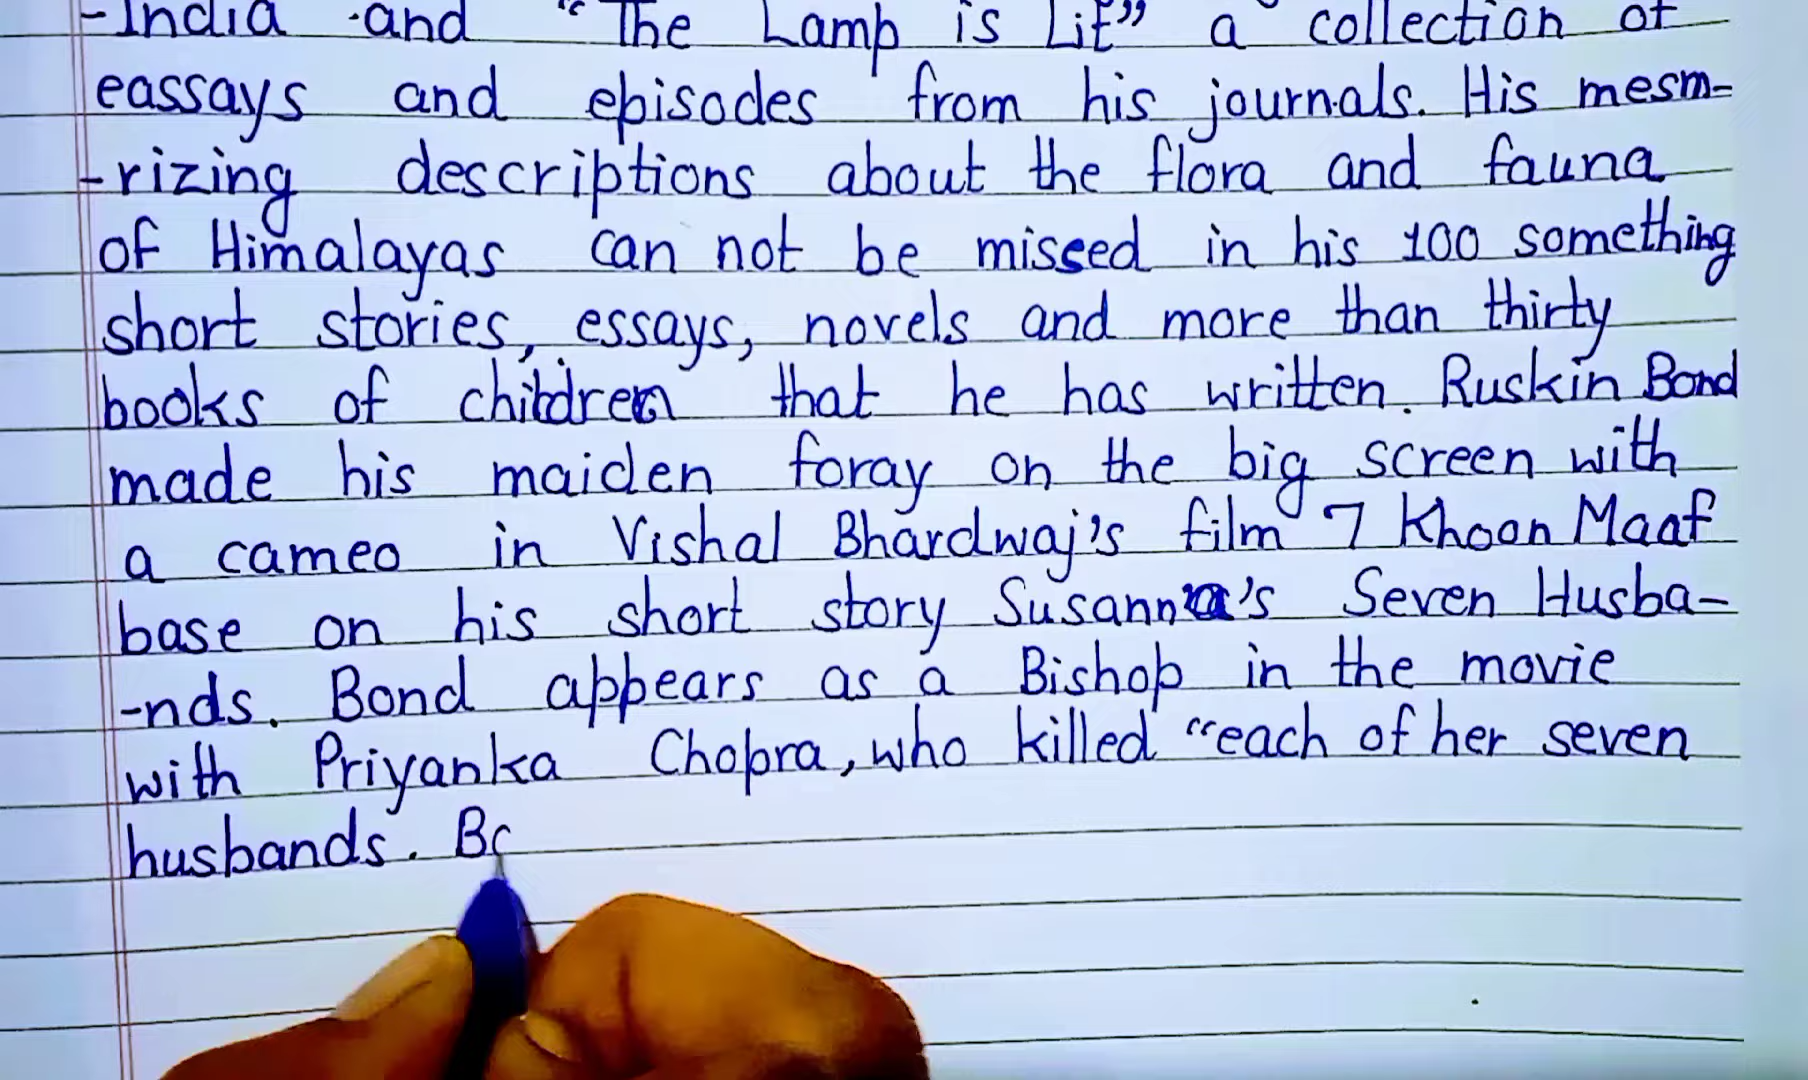 -India and "The Lamp is Lit" a collection of
eassays and episodes from his journals. His mesm-
-rizing descriptions about the flora and fauna
of Himalayas can not be missed in his 100 something
short stories, essays, novels and more than thirty
books of children that he has written. Ruskin Bond
made his maiden foray on the big screen with
a cameo in Vishal Bhardwaj's film 7 Khoon Maaf
base on his short story Susanna's Seven Husba-
-nds. Bond appears as a Bishop in the movie
with Priyanka Chopra, who killed "each of her seven
husbands. Bo